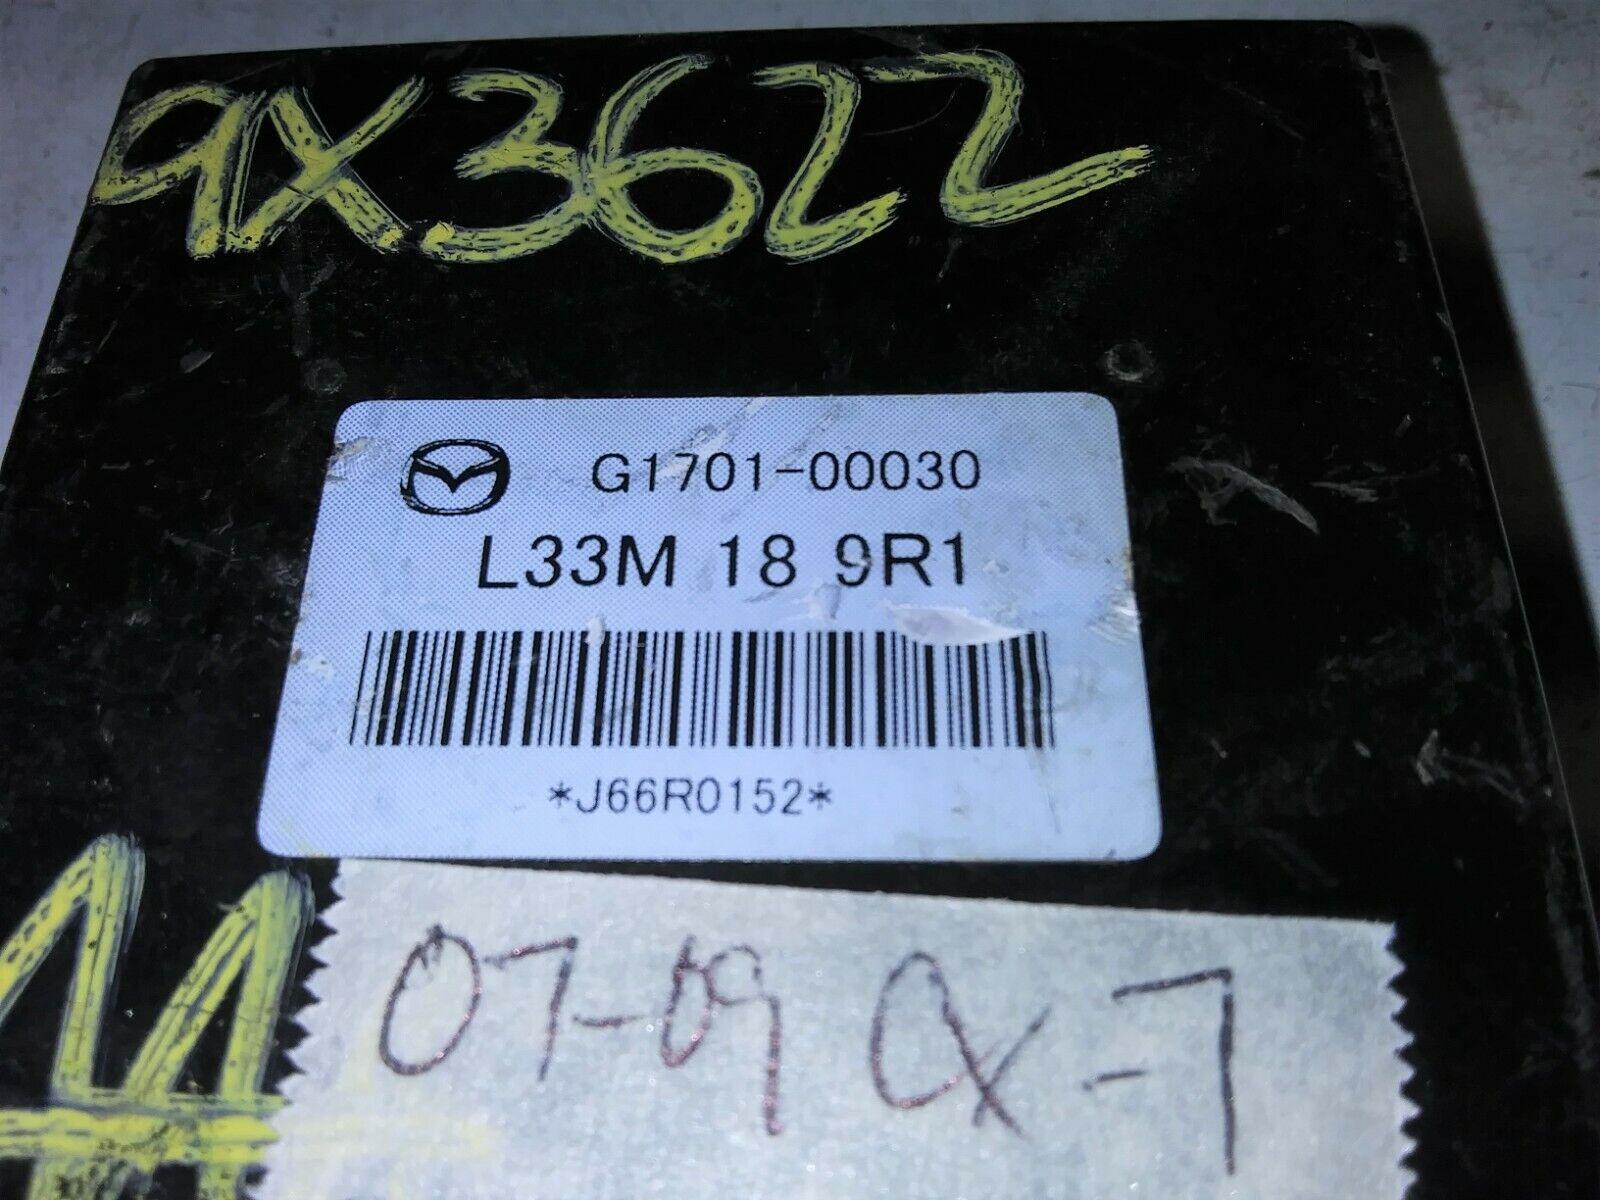 9X3622
G1701-00030
L33M 18 9R1
*J66R0152*
07-09 CX-7